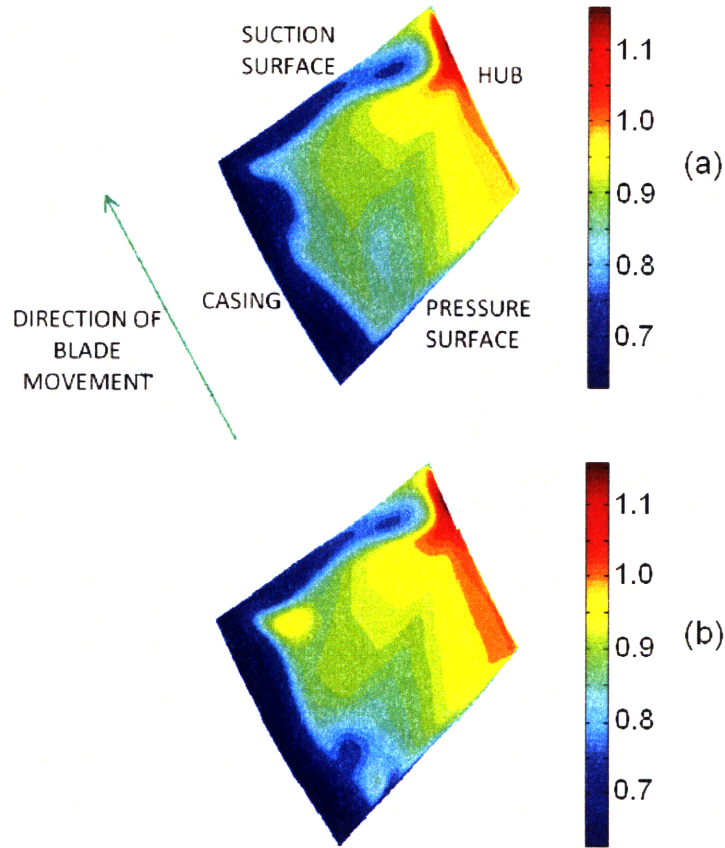 SUCTION
SURFACE
HUB
1.1
1.0
0.9
0.8
0.7
(a)
CASING
PRESSURE
SURFACE
DIRECTION OF
BLADE
MOVEMENT
1.1
1.0
0.9
0.8
0.7
(b)